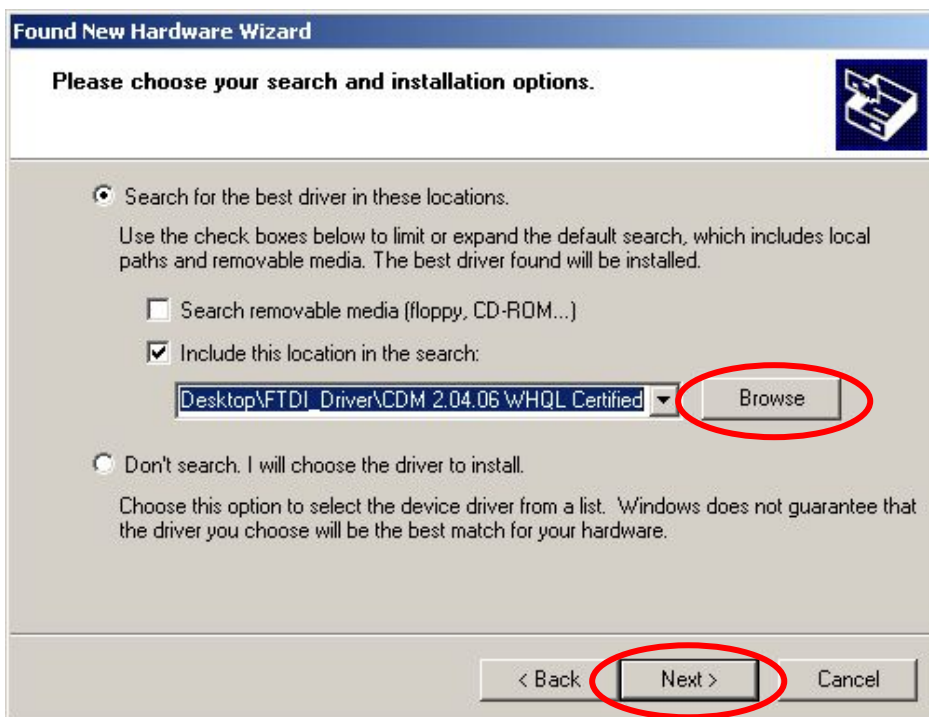 Found New Hardware Wizard
Please choose your search and installation options.
Search for the best driver in these locations.
Use the check boxes below to limit or expand the default search, which includes local
paths and removable media. The best driver found will be installed.
Search removable media (floppy, CD-ROM...)
Include this location in the search:
Desktop\FTDI_Driver\CDM 2.04.06 WHQL Certified
Browse
Don't search. I will choose the driver to install.
Choose this option to select the device driver from a list. Windows does not guarantee that
the driver you choose will be the best match for your hardware.
< Back
Next >
Cancel